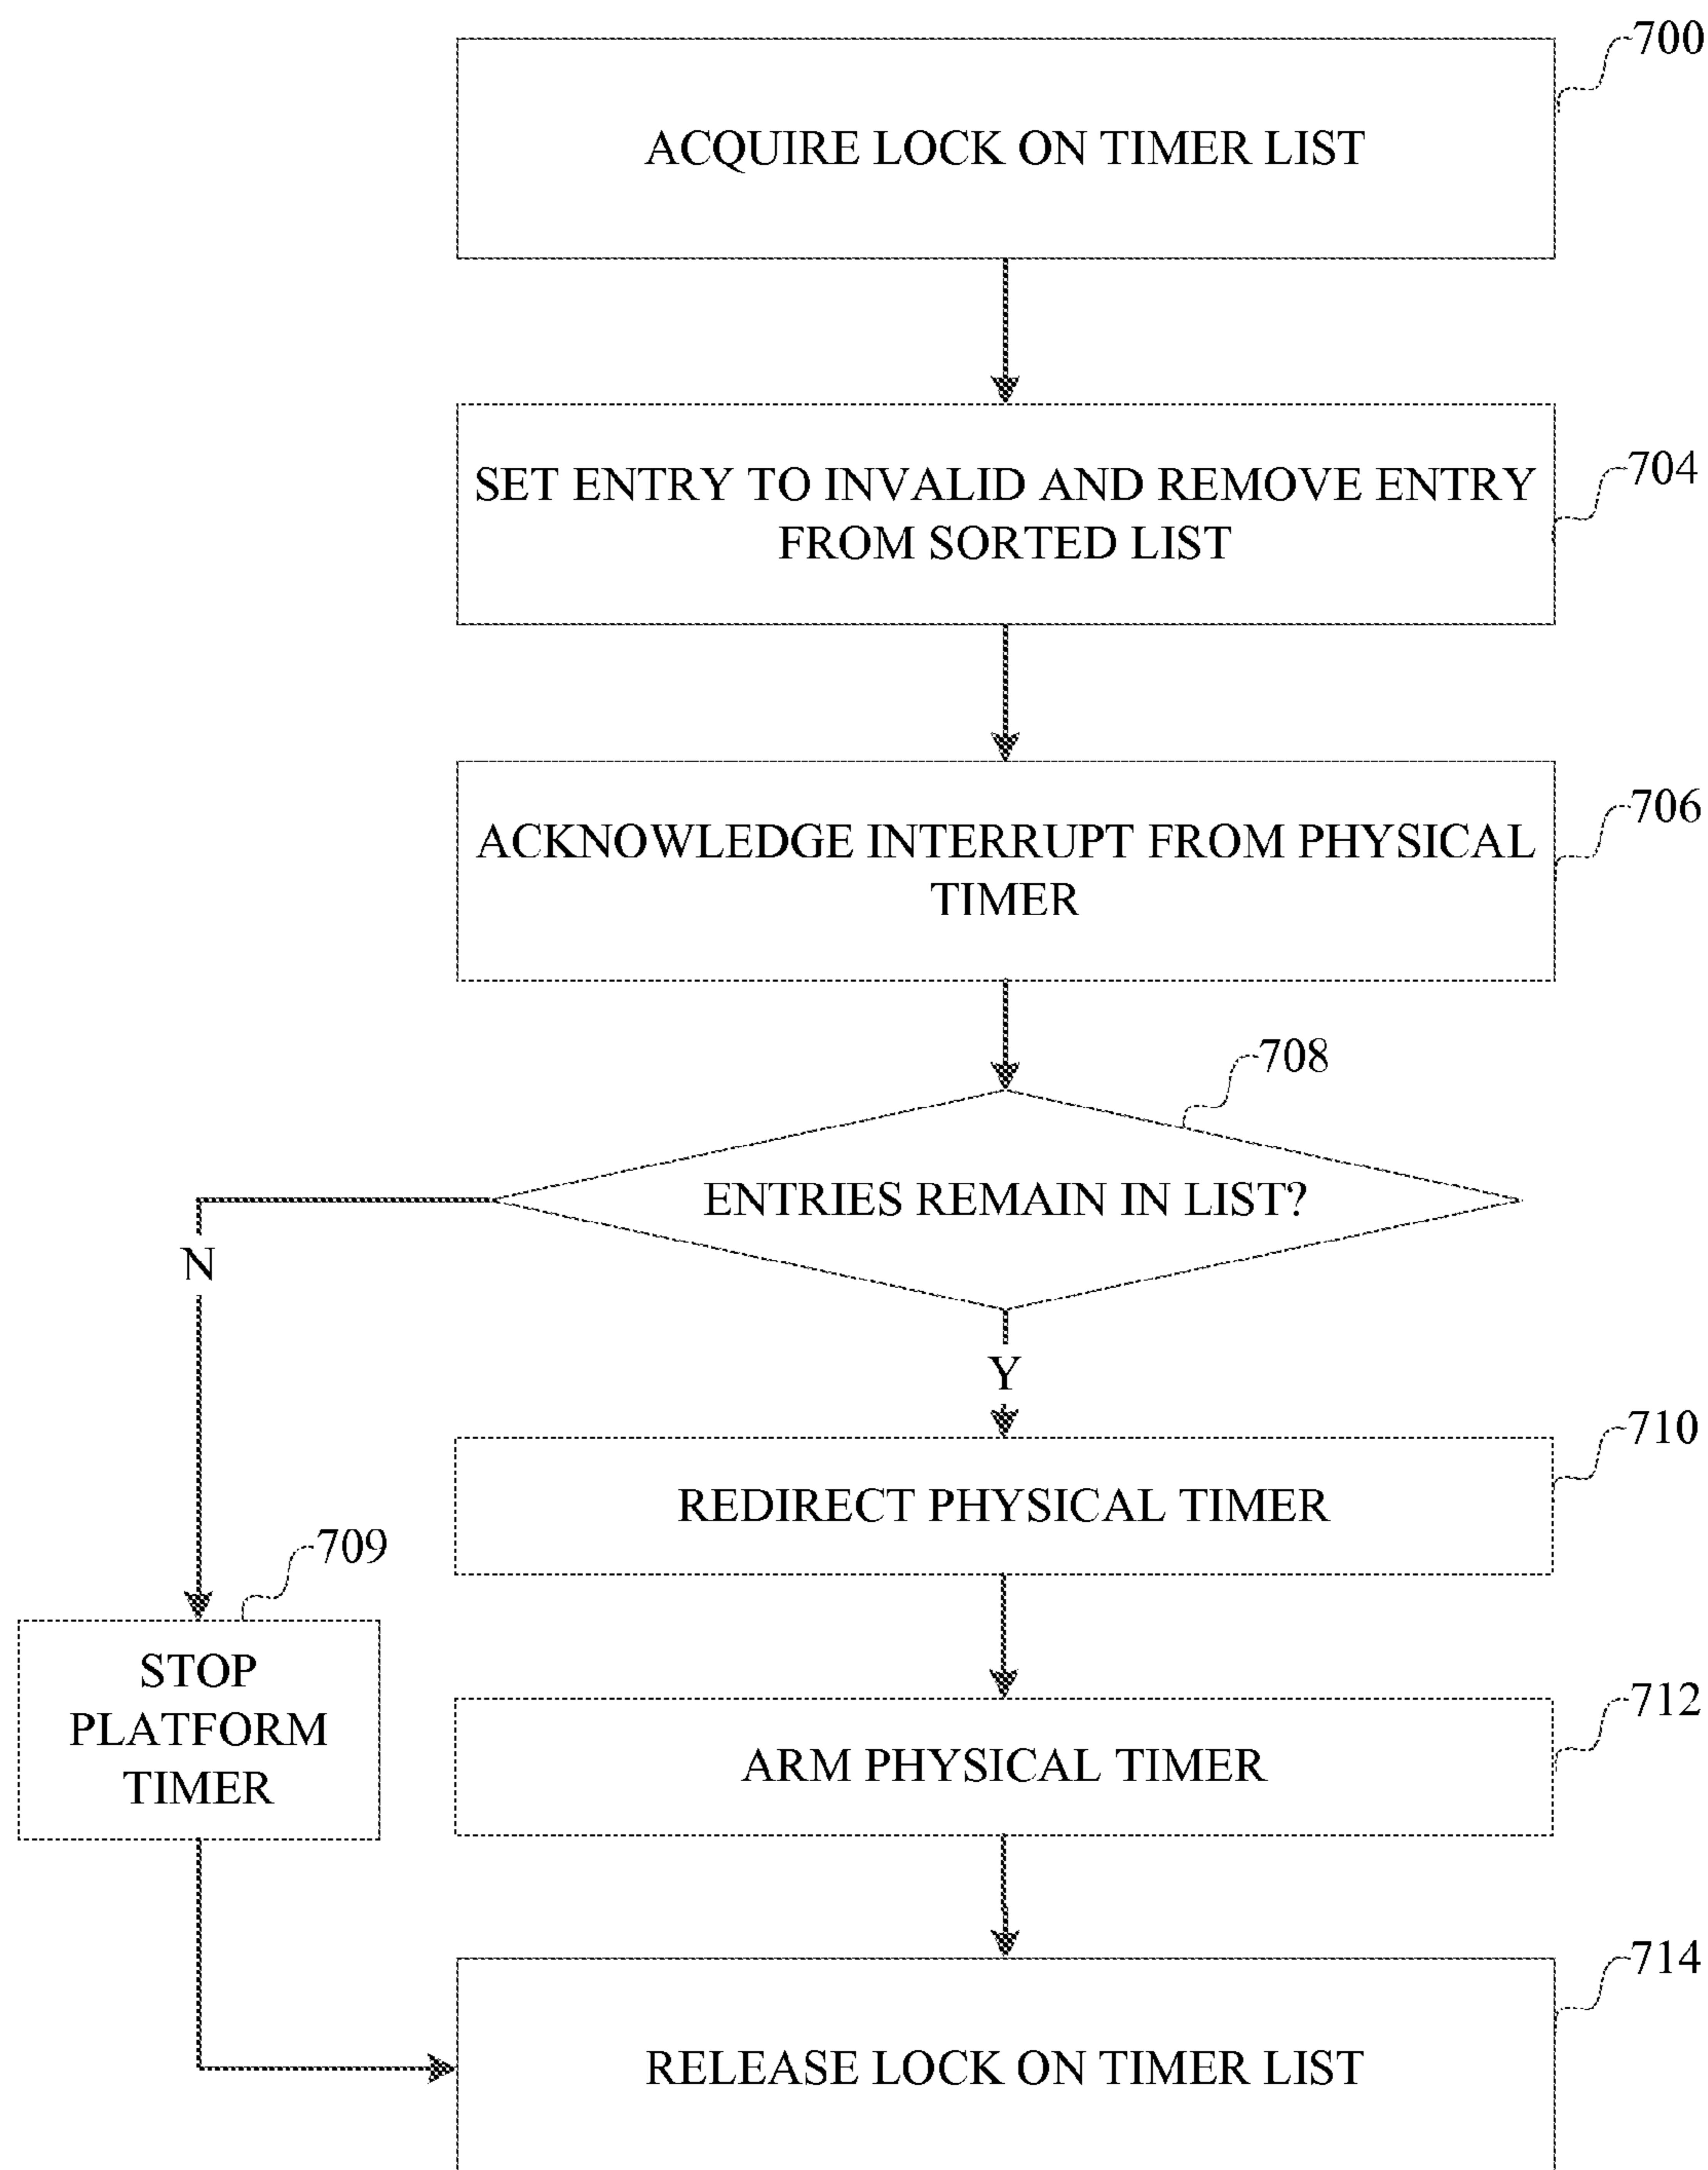 700
ACQUIRE LOCK ON TIMER LIST
704
SET ENTRY TO INVALID AND REMOVE ENTRY
FROM SORTED LIST
706
ACKNOWLEDGE INTERRUPT FROM PHYSICAL
TIMER
708
ENTRIES REMAIN IN LIST?
N
Y
710
REDIRECT PHYSICAL TIMER
709
STOP
PLATFORM
TIMER
712
ARM PHYSICAL TIMER
714
RELEASE LOCK ON TIMER LIST